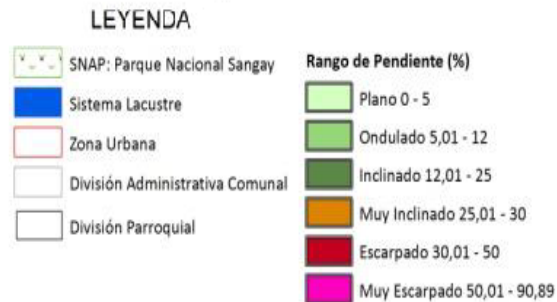 LEYENDA
SNAP: Parque Nacional Sangay
Sistema Lacustre
Zona Urbana
División Administrativa Comunal
División Parroquial
Rango de Pendiente (%)
Plano 0 - 5
Ondulado 5,01 - 12
Inclinado 12,01 - 25
Muy Inclinado 25,01 - 30
Escarpado 30,01 - 50
Muy Escarpado 50,01 - 90,89